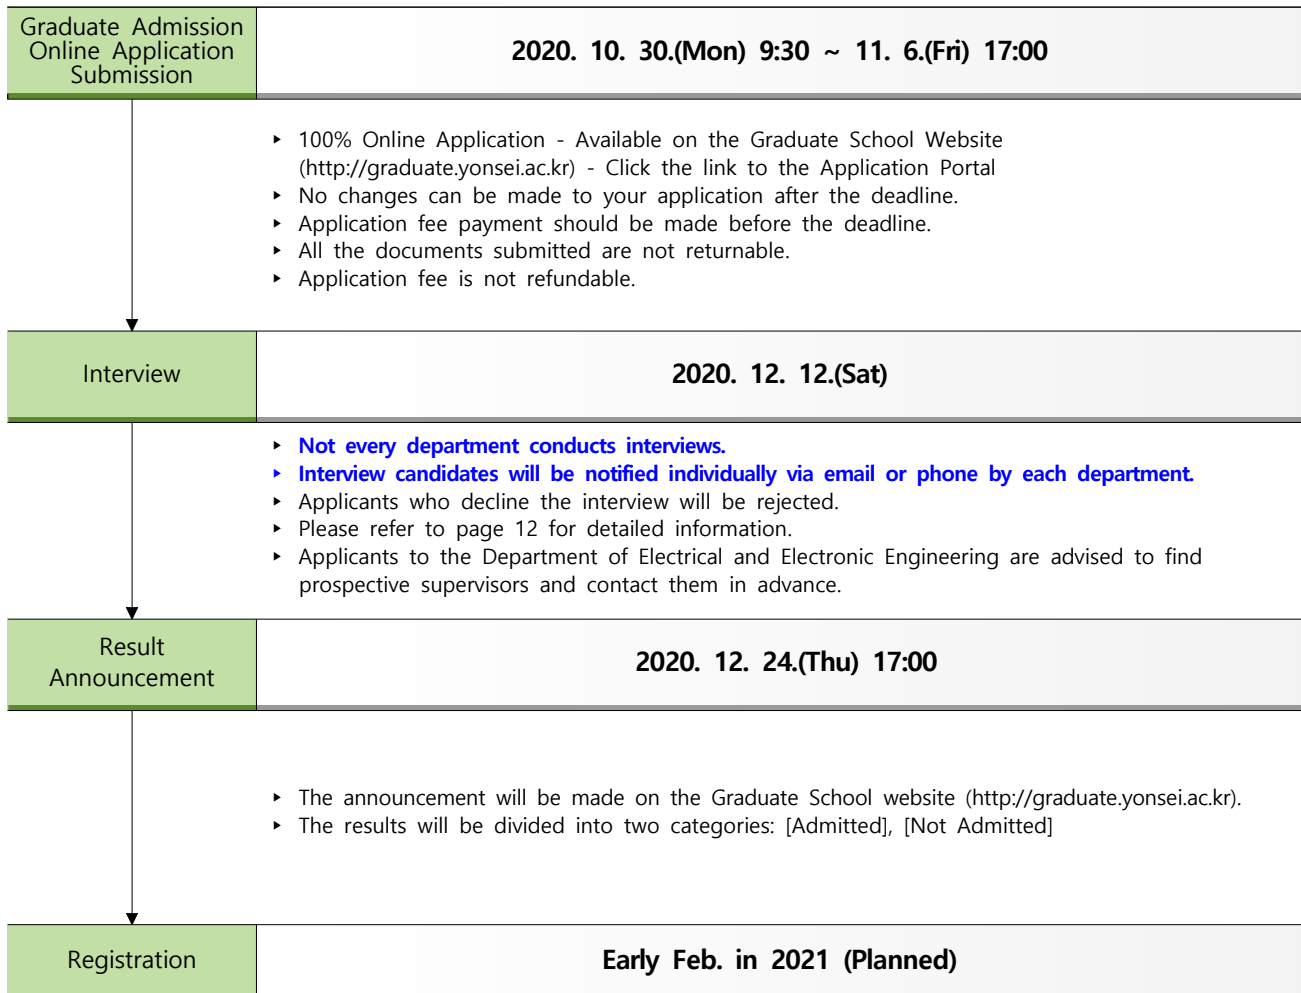 Graduate Admission
Online Application
Submission
2020. 10. 30.(Mon) 9:30 ~ 11. 6.(Fri) 17:00
‣ 100% Online Application - Available on the Graduate School Website
(http://graduate.yonsei.ac.kr) - Click the link to the Application Portal
‣ No changes can be made to your application after the deadline.
‣ Application fee payment should be made before the deadline.
‣ All the documents submitted are not returnable.
‣ Application fee is not refundable.
Interview
2020. 12. 12.(Sat)
‣ Not every department conducts interviews.
‣ Interview candidates will be notified individually via email or phone by each department.
‣ Applicants who decline the interview will be rejected.
‣ Please refer to page 12 for detailed information.
‣ Applicants to the Department of Electrical and Electronic Engineering are advised to find
prospective supervisors and contact them in advance.
Result
Announcement
2020. 12. 24.(Thu) 17:00
‣ The announcement will be made on the Graduate School website (http://graduate.yonsei.ac.kr).
‣ The results will be divided into two categories: [Admitted], [Not Admitted]
Registration
Early Feb. in 2021 (Planned)